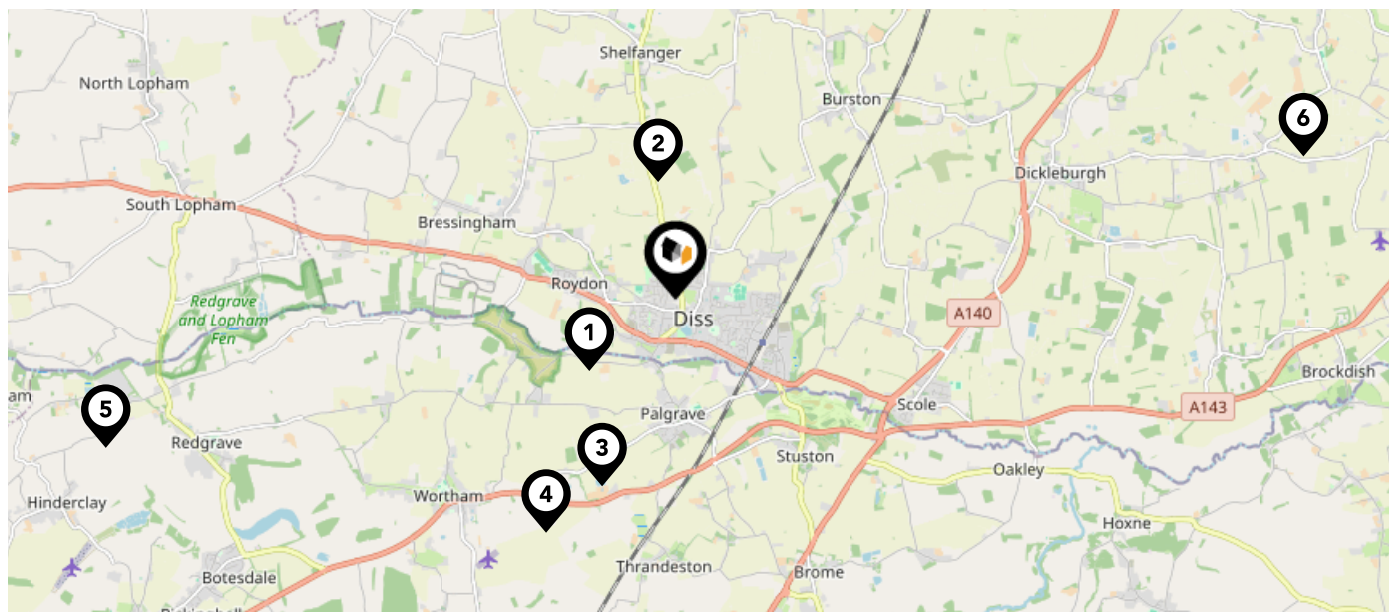 Shelfanger
North Lopham
Burston
6
2
Dickleburgh
South Lopham
Bressingham
Roydon
Redgrave
and Lopham
Fen
A140
Diss
1
Brockdish
am
5
Scole
A143
Palgrave
Redgrave
3
Stuston
Oakley
4
Wortham
Hinderclay
Hoxne
Thrandeston
Brome
Botesdale